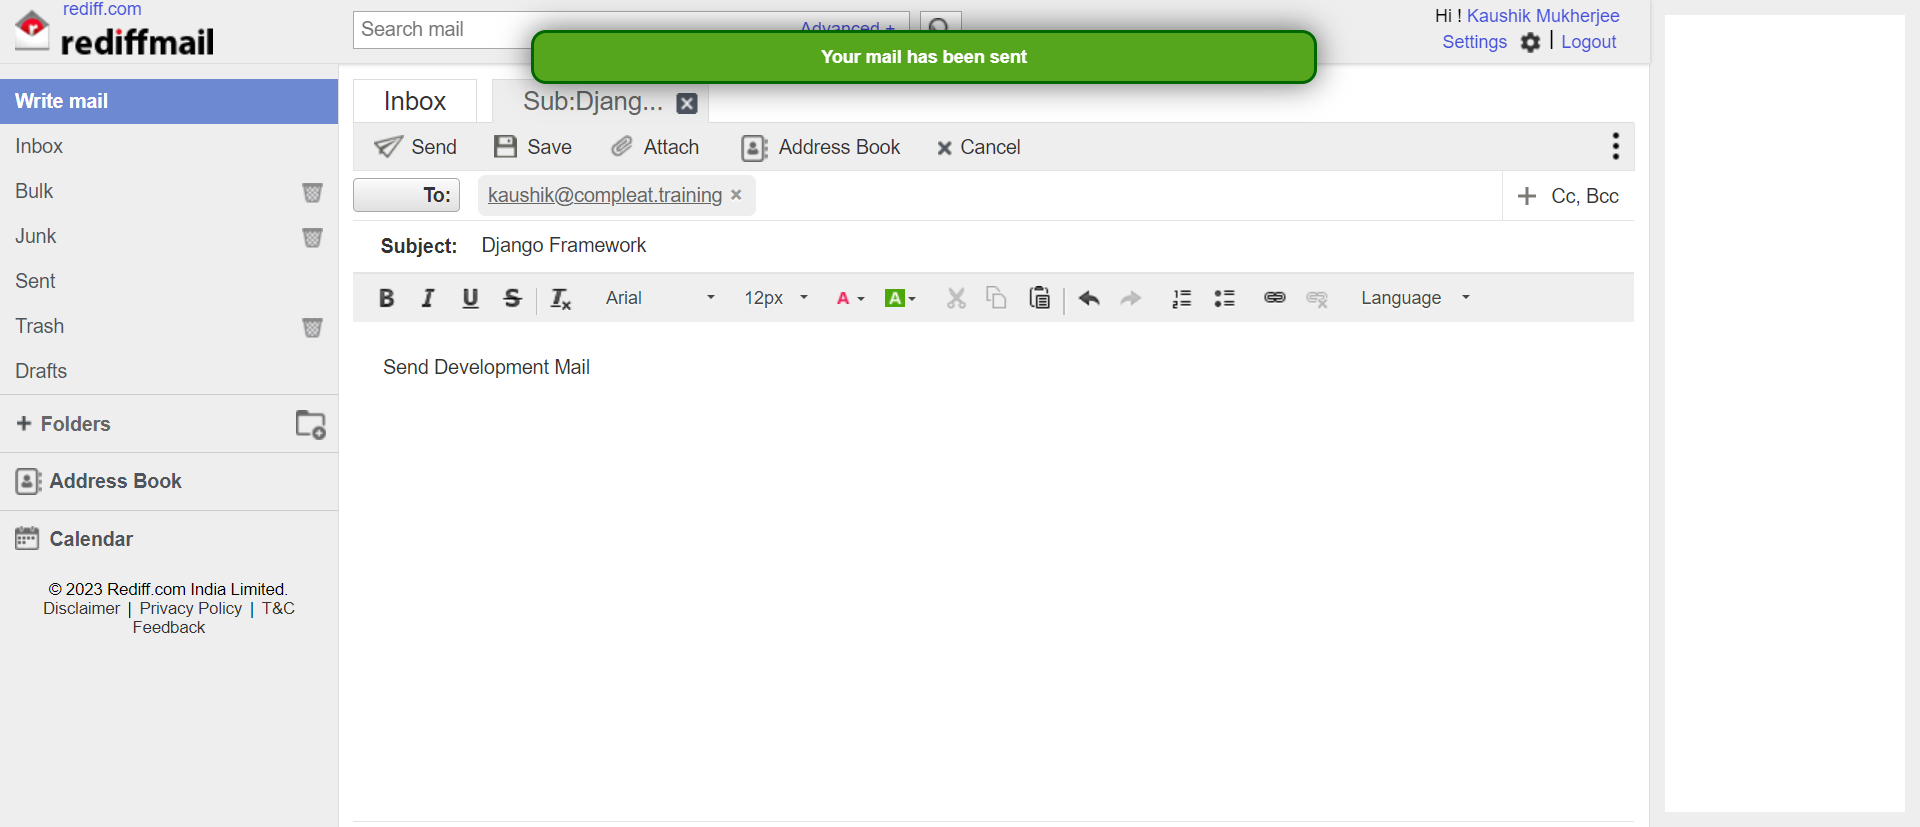 rediff.com
rediffmail
Search mail
Advanced +
Your mail has been sent
Hi ! Kaushik Mukherjee
Settings | Logout
Write mail
Inbox
Bulk
Junk
Sent
Trash
Drafts
+ Folders
Address Book
Calendar
© 2023 Rediff.com India Limited.
Disclaimer | Privacy Policy | T&C
Feedback
Inbox Sub:Djang...
Send Save Attach Address Book × Cancel
To: kaushik@compleat.training × + Cc, Bcc
Subject: Django Framework
B I U S Tx Arial 12px A A Language
Send Development Mail